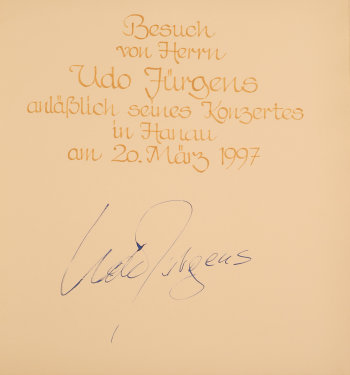 Besuch
von Herrn
Udo Jürgens
anläßlich seines Konzertes
in Hanau
am 20. März 1997
Udo Jürgens